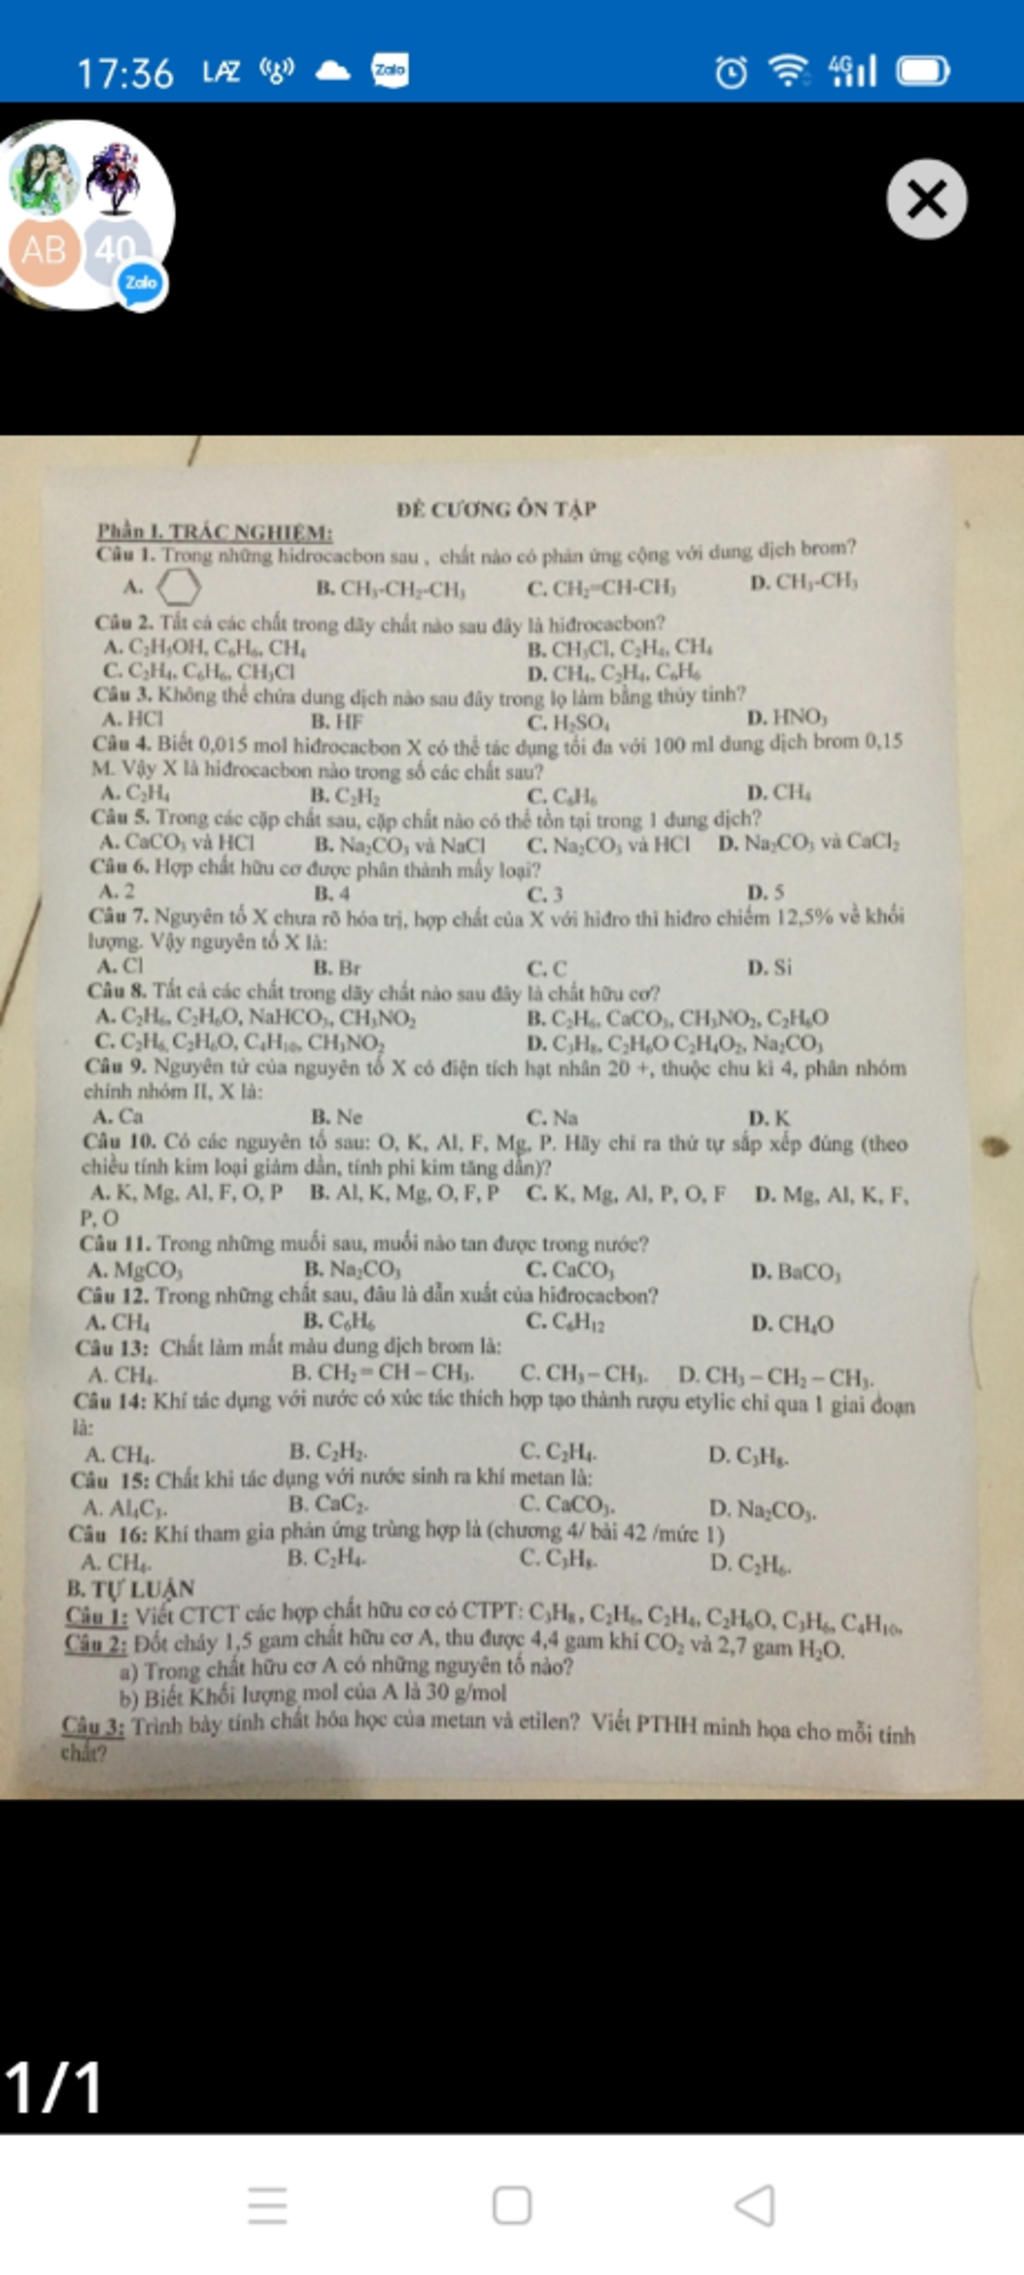 17:36 LAZ Zalo 4G
AB 40
Zalo
ĐỀ CƯƠNG ÔN TẬP
Phần I. TRẮC NGHIỆM:
Câu 1. Trong những hidrocacbon sau , chất nào có phản ứng cộng với dung dịch brom?
A. B. CH₃-CH₂-CH₃ C. CH₂=CH-CH₃ D. CH₃-CH₃
Câu 2. Tất cả các chất trong dãy chất nào sau đây là hiđrocacbon?
A. C₂H₅OH, C₆H₆, CH₄ B. CH₃Cl, C₂H₄, CH₄
C. C₂H₄, C₆H₆, CH₃Cl D. CH₄, C₂H₄, C₆H₆
Câu 3. Không thể chứa dung dịch nào sau đây trong lọ làm bằng thủy tinh?
A. HCl B. HF C. H₂SO₄ D. HNO₃
Câu 4. Biết 0,015 mol hiđrocacbon X có thể tác dụng tối đa với 100 ml dung dịch brom 0,15
M. Vậy X là hiđrocacbon nào trong số các chất sau?
A. C₂H₄ B. C₂H₂ C. C₆H₆ D. CH₄
Câu 5. Trong các cặp chất sau, cặp chất nào có thể tồn tại trong 1 dung dịch?
A. CaCO₃ và HCl B. Na₂CO₃ và NaCl C. Na₂CO₃ và HCl D. Na₂CO₃ và CaCl₂
Câu 6. Hợp chất hữu cơ được phân thành mấy loại?
A. 2 B. 4 C. 3 D. 5
Câu 7. Nguyên tố X chưa rõ hóa trị, hợp chất của X với hiđro thì hiđro chiếm 12,5% về khối
lượng. Vậy nguyên tố X là:
A. Cl B. Br C. C D. Si
Câu 8. Tất cả các chất trong dãy chất nào sau đây là chất hữu cơ?
A. C₂H₆, C₂H₆O, NaHCO₃, CH₃NO₂ B. C₂H₆, CaCO₃, CH₃NO₂, C₂H₆O
C. C₂H₆, C₂H₆O, C₄H₁₀, CH₃NO₂ D. C₃H₈, C₂H₆O C₂H₄O₂, Na₂CO₃
Câu 9. Nguyên tử của nguyên tố X có điện tích hạt nhân 20 +, thuộc chu kì 4, phân nhóm
chính nhóm II, X là:
A. Ca B. Ne C. Na D. K
Câu 10. Có các nguyên tố sau: O, K, Al, F, Mg, P. Hãy chỉ ra thứ tự sắp xếp đúng (theo
chiều tính kim loại giảm dần, tính phi kim tăng dần)?
A. K, Mg, Al, F, O, P B. Al, K, Mg, O, F, P C. K, Mg, Al, P, O, F D. Mg, Al, K, F,
P, O
Câu 11. Trong những muối sau, muối nào tan được trong nước?
A. MgCO₃ B. Na₂CO₃ C. CaCO₃ D. BaCO₃
Câu 12. Trong những chất sau, đâu là dẫn xuất của hiđrocacbon?
A. CH₄ B. C₆H₆ C. C₆H₁₂ D. CH₄O
Câu 13: Chất làm mất màu dung dịch brom là:
A. CH₄. B. CH₂ = CH – CH₃. C. CH₃ – CH₃. D. CH₃ – CH₂ – CH₃.
Câu 14: Khí tác dụng với nước có xúc tác thích hợp tạo thành rượu etylic chỉ qua 1 giai đoạn
là:
A. CH₄. B. C₂H₂. C. C₂H₄. D. C₃H₈.
Câu 15: Chất khi tác dụng với nước sinh ra khí metan là:
A. Al₄C₃. B. CaC₂. C. CaCO₃. D. Na₂CO₃.
Câu 16: Khí tham gia phản ứng trùng hợp là (chương 4/ bài 42 /mức 1)
A. CH₄. B. C₂H₄. C. C₃H₈. D. C₂H₆.
B. TỰ LUẬN
Câu 1: Viết CTCT các hợp chất hữu cơ có CTPT: C₃H₈ , C₂H₆, C₂H₄, C₂H₆O, C₃H₆, C₄H₁₀,
Câu 2: Đốt cháy 1,5 gam chất hữu cơ A, thu được 4,4 gam khí CO₂ và 2,7 gam H₂O.
a) Trong chất hữu cơ A có những nguyên tố nào?
b) Biết Khối lượng mol của A là 30 g/mol
Câu 3: Trình bày tính chất hóa học của metan và etilen? Viết PTHH minh họa cho mỗi tính
chất?
1/1